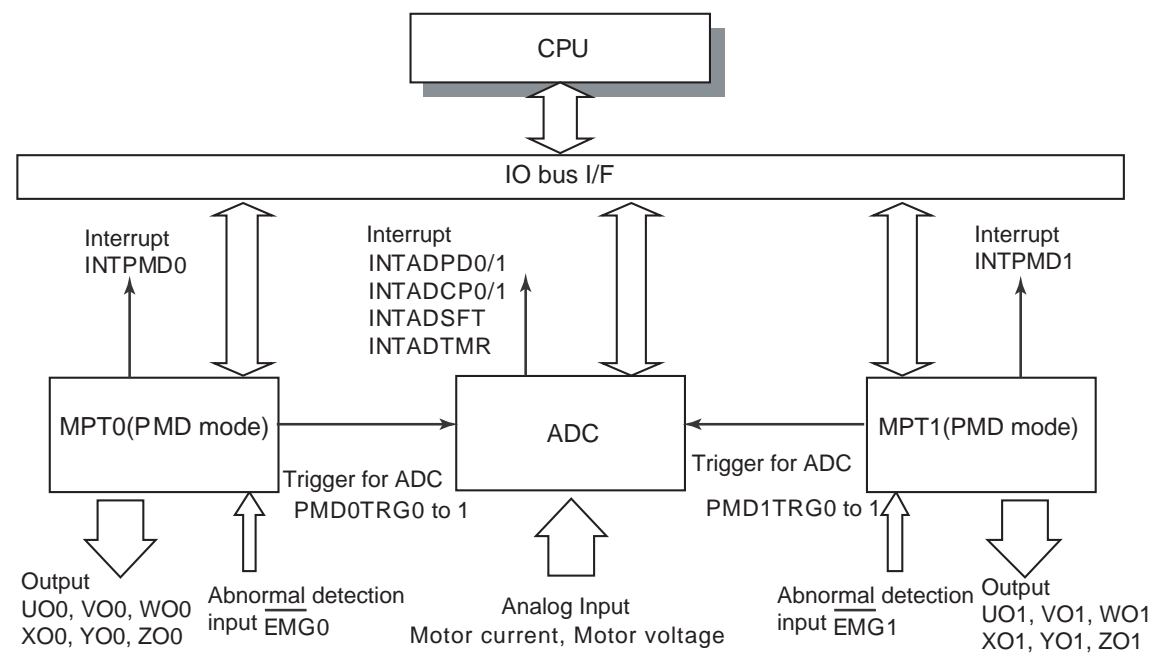 CPU
IO bus I/F
Interrupt
INTPMD0
Interrupt
INTADPD0/1
INTADCP0/1
INTADSFT
INTADTMR
Interrupt
INTPMD1
MPT0(PMD mode)
ADC
MPT1(PMD mode)
Trigger for ADC
PMD0TRG0 to 1
Trigger for ADC
PMD1TRG0 to 1
Output
UO0, VO0, WO0
XO0, YO0, ZO0
Abnormal detection
input EMG0
Analog Input
Motor current, Motor voltage
Abnormal detection
input EMG1
Output
UO1, VO1, WO1
XO1, YO1, ZO1